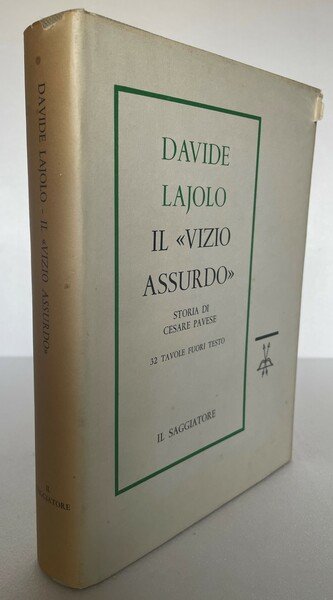 DAVIDE LAJOLO - IL «VIZIO ASSURDO»
IL
SAGGIATORE
DAVIDE
LAJOLO
IL «VIZIO
ASSURDO»
STORIA DI
CESARE PAVESE
32 TAVOLE FUORI TESTO
IL SAGGIATORE